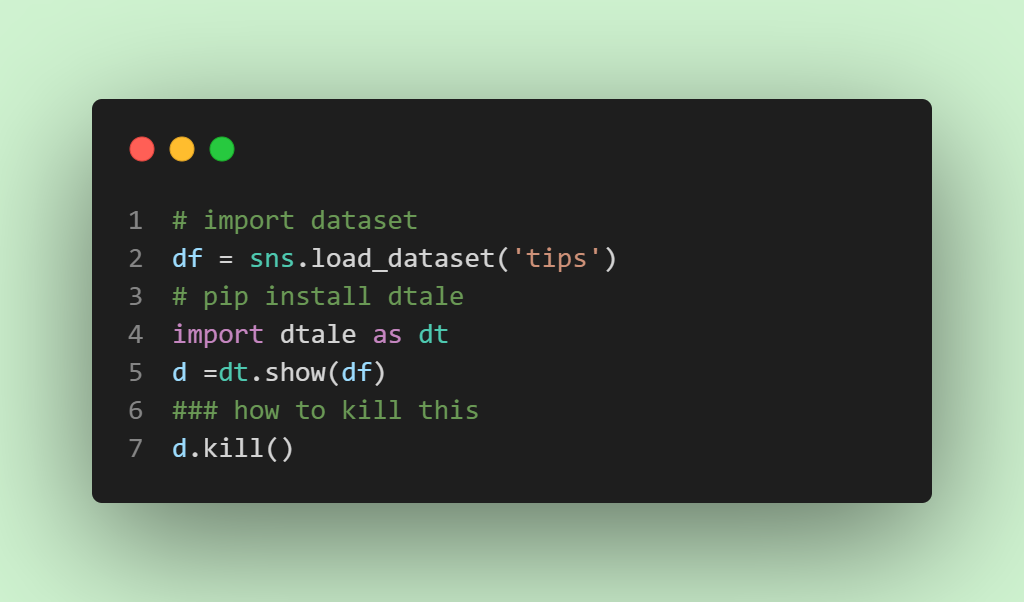 1 # import dataset
2 df = sns.load_dataset('tips')
3 # pip install dtale
4 import dtale as dt
5 d =dt.show(df)
6 ### how to kill this
7 d.kill()